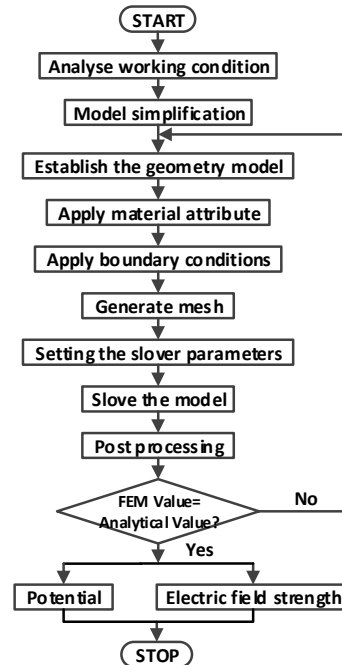 START
Analyse working condition
Model simplification
Establish the geometry model
Apply material attribute
Apply boundary conditions
Generate mesh
Setting the slover parameters
Slove the model
Post processing
FEM Value=
Analytical Value?
No
Yes
Potential
Electric field strength
STOP